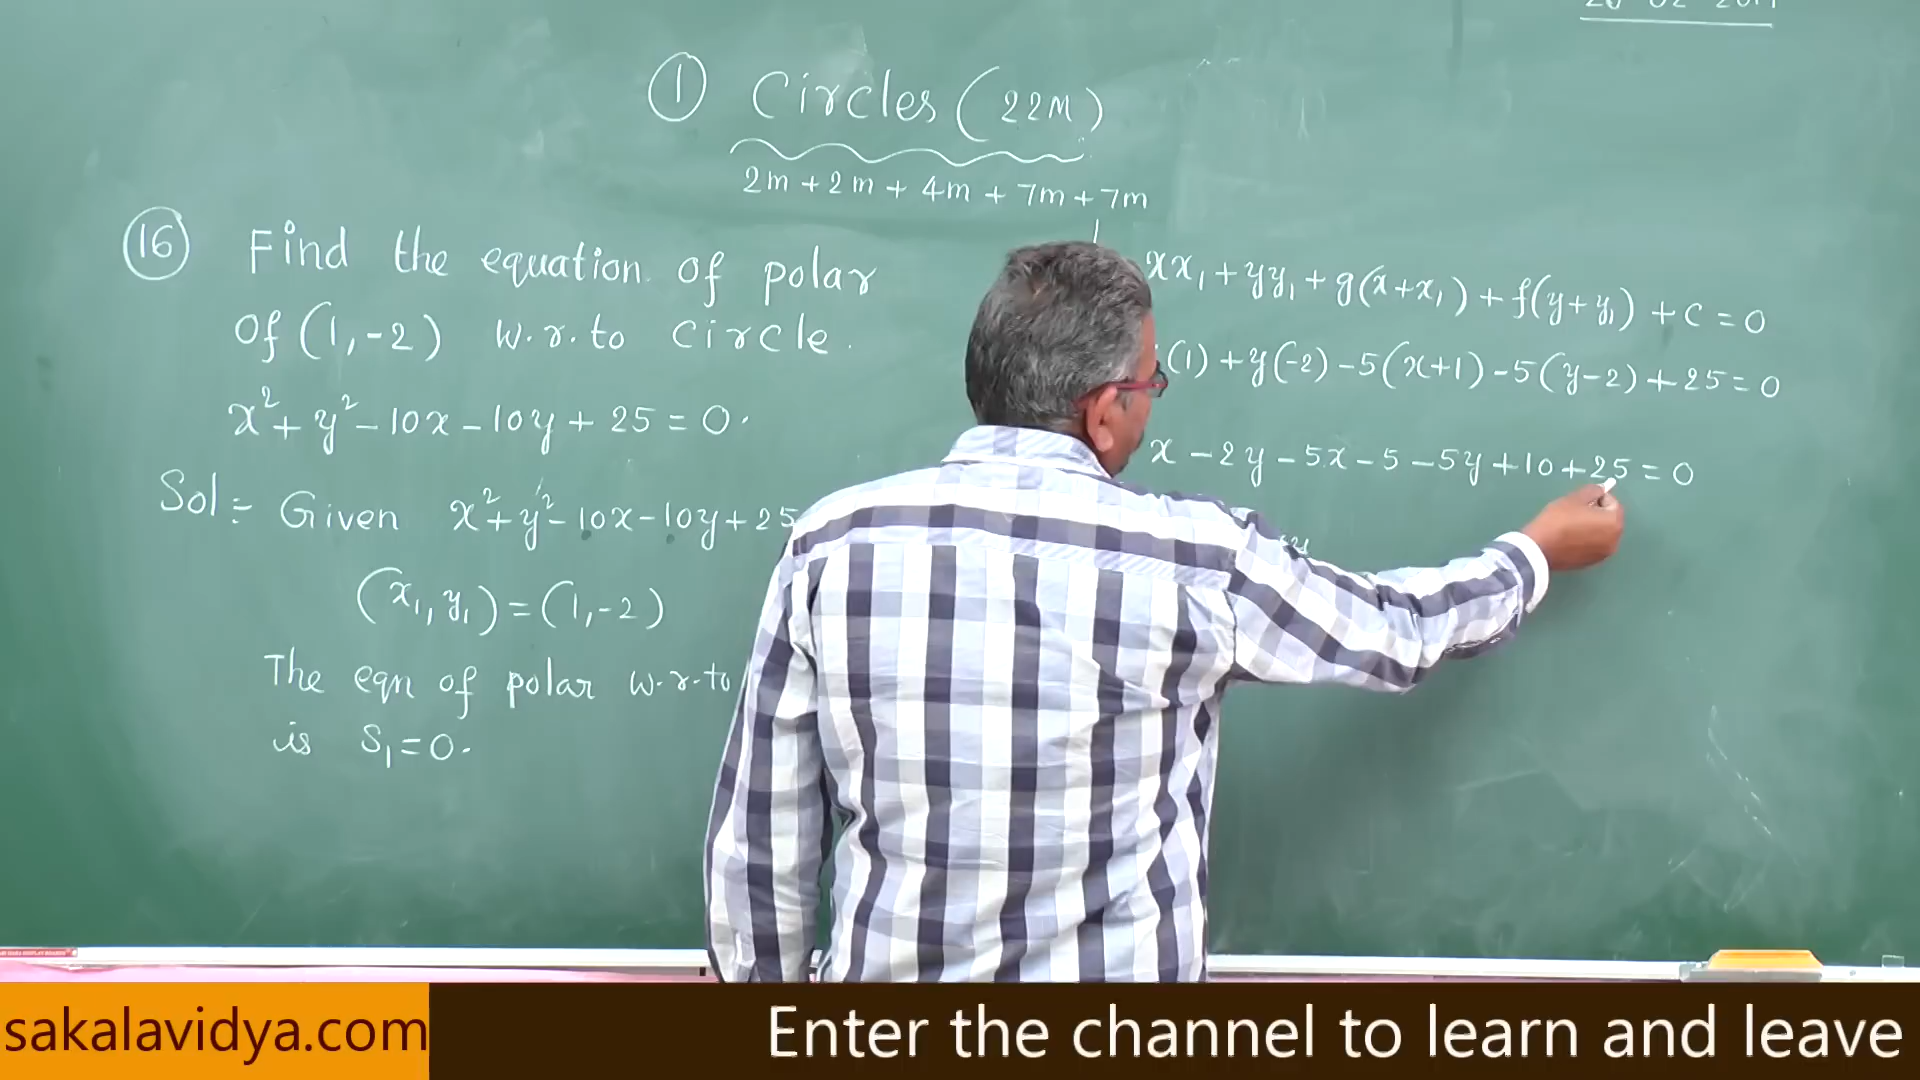 ① Circles (22M)
2m + 2m + 4m + 7m + 7m
⑯ Find the equation of polar
of (1, -2) w.r.to circle.
x² + y² - 10x - 10y + 25 = 0.
Sol:- Given x² + y² - 10x - 10y + 25
(x₁, y₁) = (1, -2)
The eqn of polar w.r.to
is S₁ = 0.
xx₁ + yy₁ + g(x + x₁) + f(y + y₁) + c = 0
(1) + y(-2) - 5(x + 1) - 5(y - 2) + 25 = 0
x - 2y - 5x - 5 - 5y + 10 + 25 = 0
sakalavidya.com
Enter the channel to learn and leave